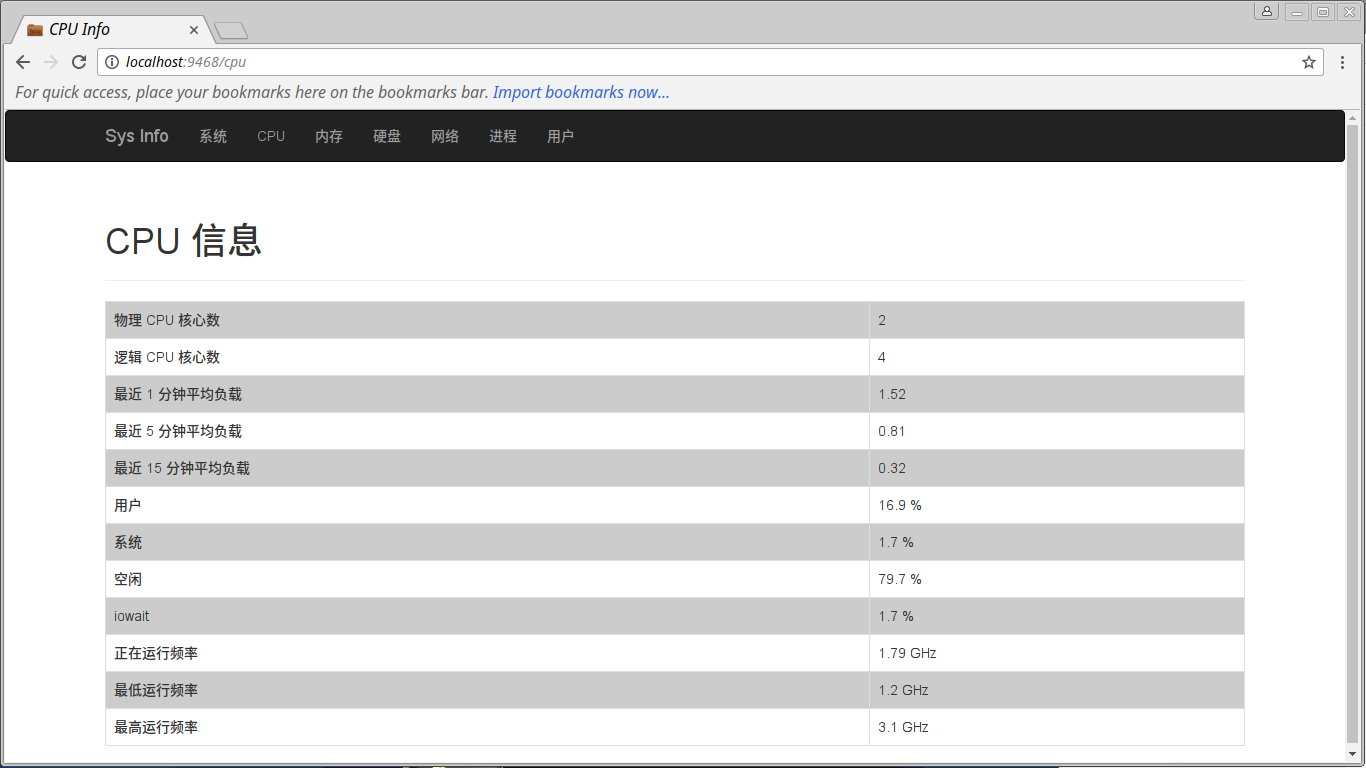 CPU Info
localhost:9468/cpu
For quick access, place your bookmarks here on the bookmarks bar. Import bookmarks now...
Sys Info 系统 CPU 内存 硬盘 网络 进程 用户
CPU 信息
物理 CPU 核心数 2
逻辑 CPU 核心数 4
最近 1 分钟平均负载 1.52
最近 5 分钟平均负载 0.81
最近 15 分钟平均负载 0.32
用户 16.9 %
系统 1.7 %
空闲 79.7 %
iowait 1.7 %
正在运行频率 1.79 GHz
最低运行频率 1.2 GHz
最高运行频率 3.1 GHz